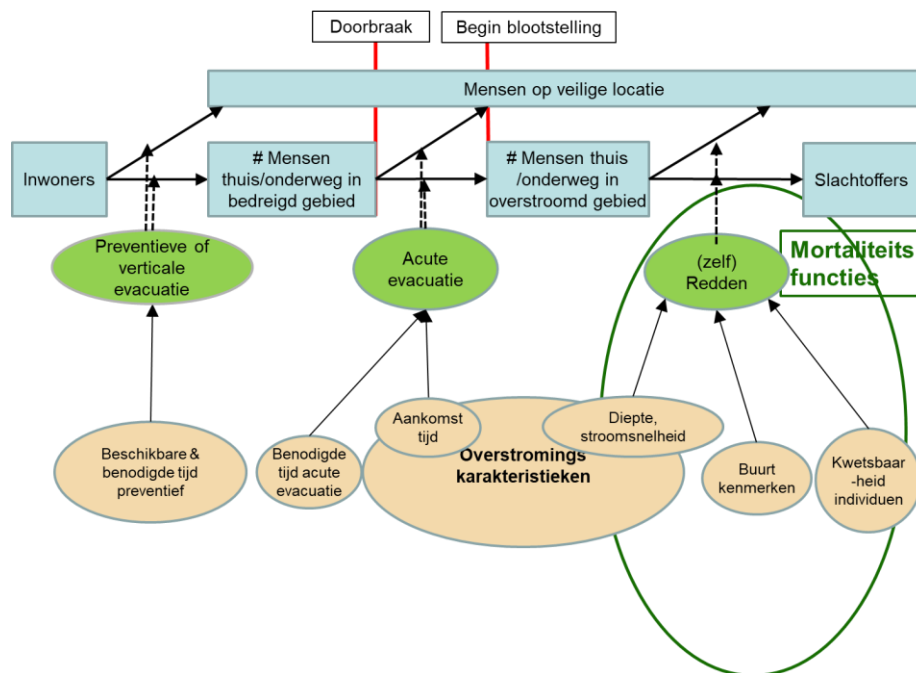 Doorbraak
Begin blootstelling
Mensen op veilige locatie
Inwoners
# Mensen
thuis/onderweg in
bedreigd gebied
# Mensen thuis
/onderweg in
overstroomd gebied
Slachtoffers
Preventieve of
verticale
evacuatie
Acute
evacuatie
(zelf)
Redden
Mortaliteits
functies
Beschikbare &
benodigde tijd
preventief
Benodigde
tijd acute
evacuatie
Aankomst
tijd
Overstromings
karakteristieken
Diepte,
stroomsnelheid
Buurt
kenmerken
Kwetsbaar
-heid
individuen